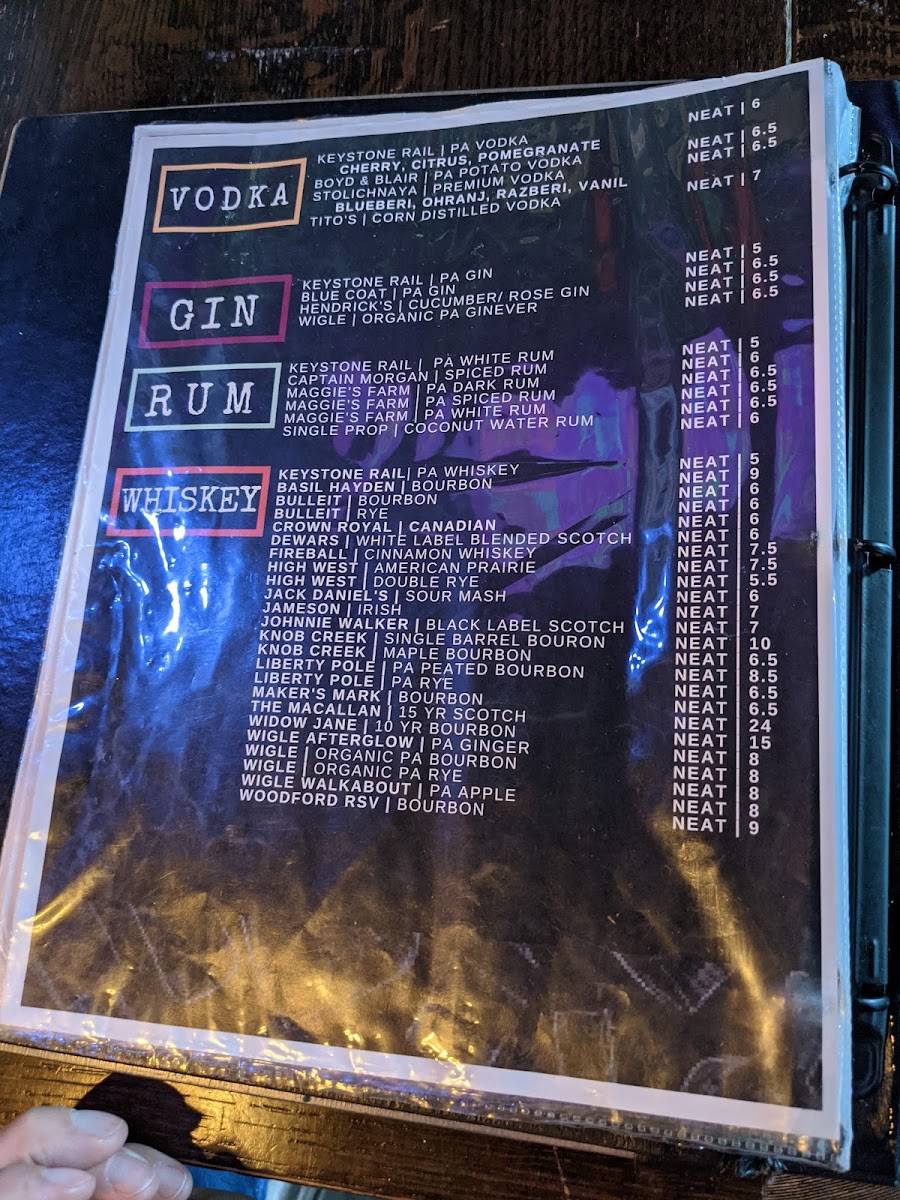 VODKA
KEYSTONE RAIL | PA VODKA NEAT | 6
CHERRY, CITRUS, POMEGRANATE
BOYD & BLAIR | PA POTATO VODKA NEAT | 6.5
STOLICHNAYA | PREMIUM VODKA NEAT | 6.5
BLUEBERI, OHRANJ, RAZBERI, VANIL
TITO'S | CORN DISTILLED VODKA NEAT | 7
GIN
KEYSTONE RAIL | PA GIN NEAT | 5
BLUE COAT | PA GIN NEAT | 6.5
HENDRICK'S | CUCUMBER/ ROSE GIN NEAT | 6.5
WIGLE | ORGANIC PA GINEVER NEAT | 6.5
RUM
KEYSTONE RAIL | PA WHITE RUM NEAT | 5
CAPTAIN MORGAN | SPICED RUM NEAT | 6
MAGGIE'S FARM | PA DARK RUM NEAT | 6.5
MAGGIE'S FARM | PA SPICED RUM NEAT | 6.5
MAGGIE'S FARM | PA WHITE RUM NEAT | 6.5
SINGLE PROP | COCONUT WATER RUM NEAT | 6
WHISKEY
KEYSTONE RAIL| PA WHISKEY NEAT | 5
BASIL HAYDEN | BOURBON NEAT | 9
BULLEIT | BOURBON NEAT | 6
BULLEIT | RYE NEAT | 6
CROWN ROYAL | CANADIAN NEAT | 6
DEWARS | WHITE LABEL BLENDED SCOTCH NEAT | 6
FIREBALL | CINNAMON WHISKEY NEAT | 7.5
HIGH WEST | AMERICAN PRAIRIE NEAT | 7.5
HIGH WEST | DOUBLE RYE NEAT | 5.5
JACK DANIEL'S | SOUR MASH NEAT | 6
JAMESON | IRISH NEAT | 7
JOHNNIE WALKER | BLACK LABEL SCOTCH NEAT | 7
KNOB CREEK | SINGLE BARREL BOURON NEAT | 10
KNOB CREEK | MAPLE BOURBON NEAT | 6.5
LIBERTY POLE | PA PEATED BOURBON NEAT | 8.5
LIBERTY POLE | PA RYE NEAT | 6.5
MAKER'S MARK | BOURBON NEAT | 6.5
THE MACALLAN | 15 YR SCOTCH NEAT | 24
WIDOW JANE | 10 YR BOURBON NEAT | 15
WIGLE AFTERGLOW | PA GINGER NEAT | 8
WIGLE | ORGANIC PA BOURBON NEAT | 8
WIGLE | ORGANIC PA RYE NEAT | 8
WIGLE WALKABOUT | PA APPLE NEAT | 8
WOODFORD RSV | BOURBON NEAT | 9